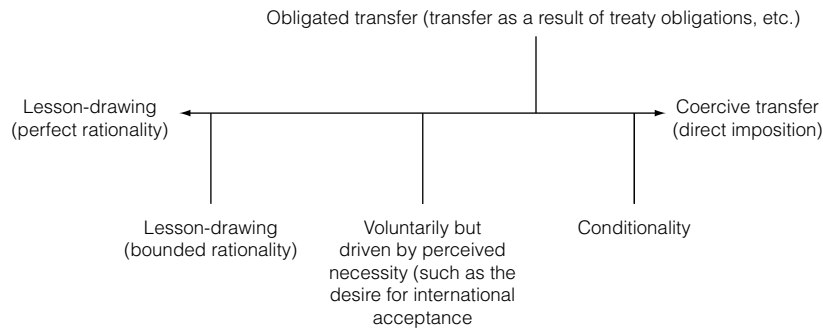 Obligated transfer (transfer as a result of treaty obligations, etc.)
Lesson-drawing
(perfect rationality)
Coercive transfer
(direct imposition)
Lesson-drawing
(bounded rationality)
Voluntarily but
driven by perceived
necessity (such as the
desire for international
acceptance
Conditionality